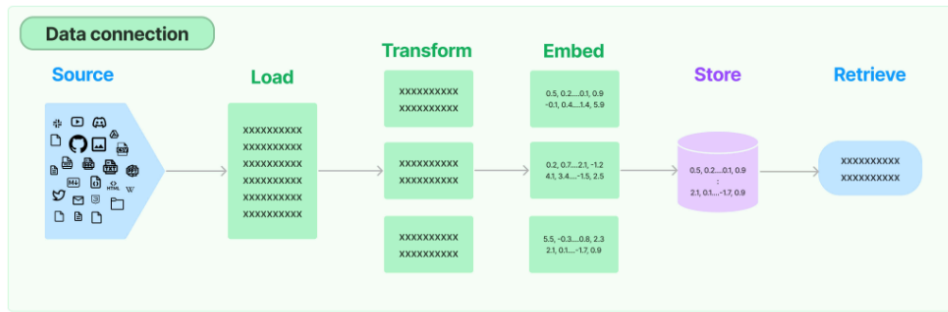 Data connection
Source
Load
Transform
Embed
Store
Retrieve
HTML
W
XXXXXXXXXX
XXXXXXXXXX
XXXXXXXXXX
XXXXXXXXXX
XXXXXXXXXX
XXXXXXXXXX
XXXXXXXXXX
XXXXXXXXXX
XXXXXXXXXX
XXXXXXXXXX
XXXXXXXXXX
XXXXXXXXXX
0.5, 0.2....0.1, 0.9
-0.1, 0.4....1.4, 5.9
0.2, 0.7....2.1, -1.2
4.1, 3.4....-1.5, 2.5
5.5, -0.3....0.8, 2.3
2.1, 0.1....-1.7, 0.9
0.5, 0.2....0.1, 0.9
:
2.1, 0.1....-1.7, 0.9
XXXXXXXXXX
XXXXXXXXXX